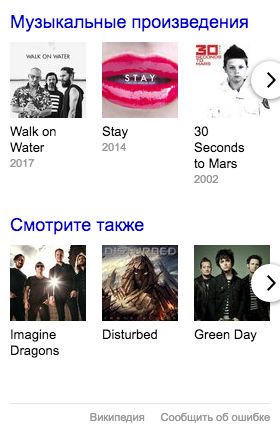 Музыкальные произведения
WALK ON WATER
STAY
30 SECONDS TO MARS
Walk on
Water
2017
Stay
2014
30
Seconds
to Mars
2002
Смотрите также
DISTURBED
Imagine
Dragons
Disturbed
Green Day
Википедия Сообщить об ошибке